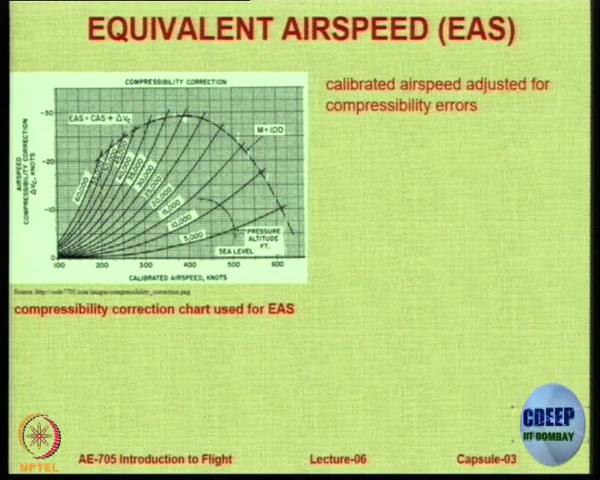 EQUIVALENT AIRSPEED (EAS)
COMPRESSIBILITY CORRECTION
EAS = CAS + ΔVc
M = 1.00
-30
-20
-10
0
AIRSPEED
COMPRESSIBILITY CORRECTION
ΔVc, KNOTS
60,000
40,000
30,000
25,000
20,000
15,000
10,000
5,000
SEA LEVEL
PRESSURE
ALTITUDE
FT.
100 200 300 400 500 600
CALIBRATED AIRSPEED, KNOTS
calibrated airspeed adjusted for
compressibility errors
Source: http://code7700.com/images/compressibility_correction.png
compressibility correction chart used for EAS
NPTEL
AE-705 Introduction to Flight Lecture-06 Capsule-03
CDEEP
IIT BOMBAY